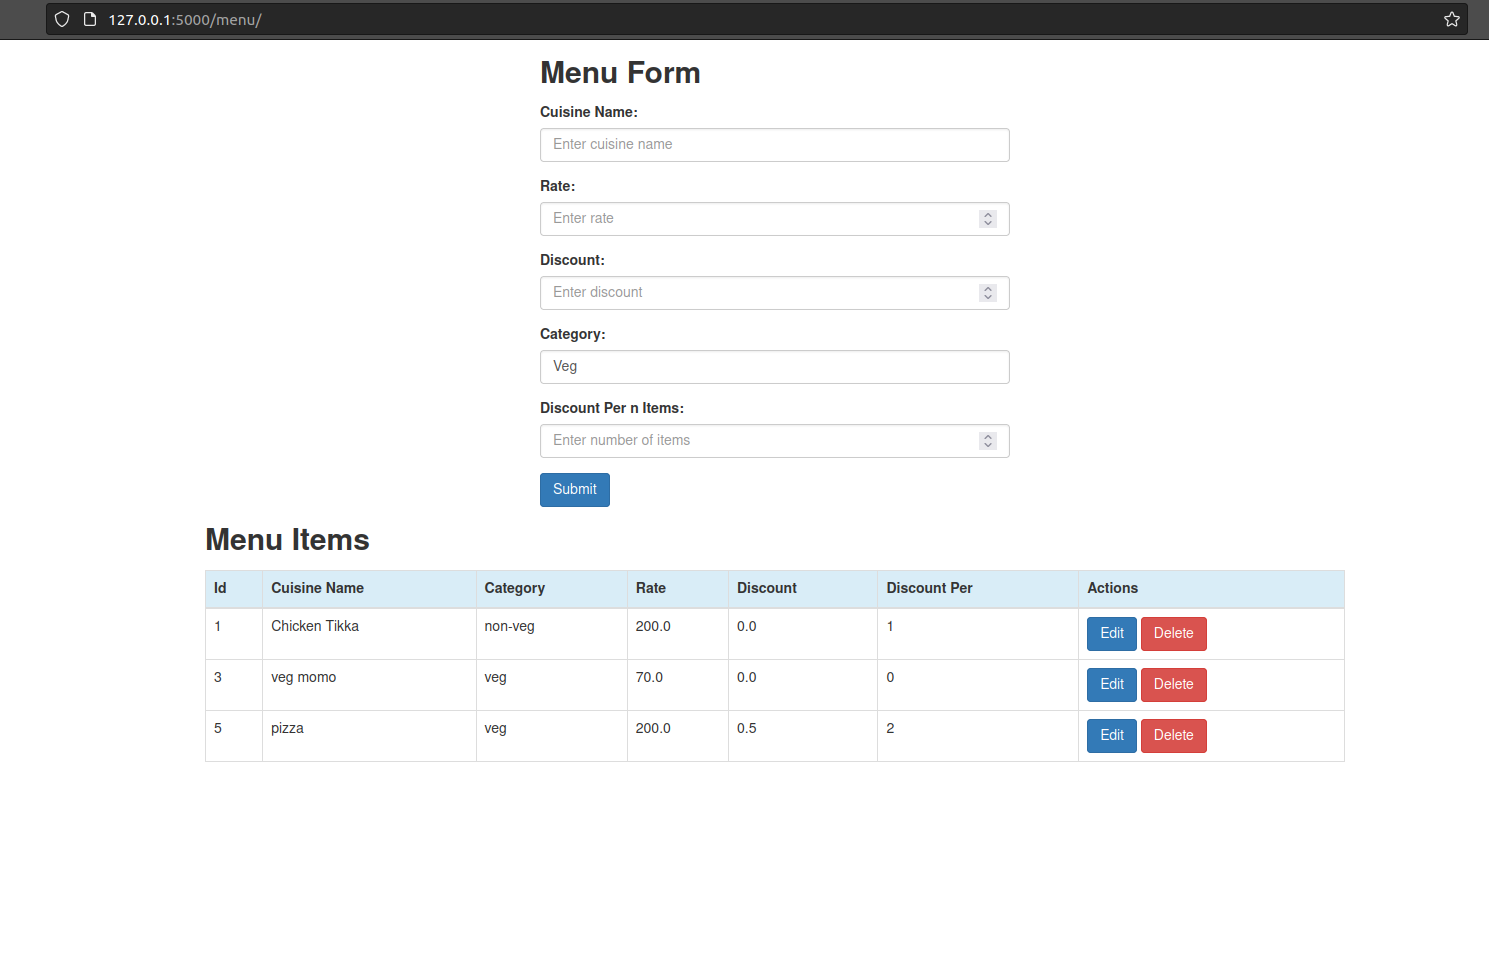 127.0.0.1:5000/menu/
Menu Form
Cuisine Name:
Enter cuisine name
Rate:
Enter rate
Discount:
Enter discount
Category:
Veg
Discount Per n Items:
Enter number of items
Submit
Menu Items
Id Cuisine Name Category Rate Discount Discount Per Actions
1 Chicken Tikka non-veg 200.0 0.0 1 Edit Delete
3 veg momo veg 70.0 0.0 0 Edit Delete
5 pizza veg 200.0 0.5 2 Edit Delete